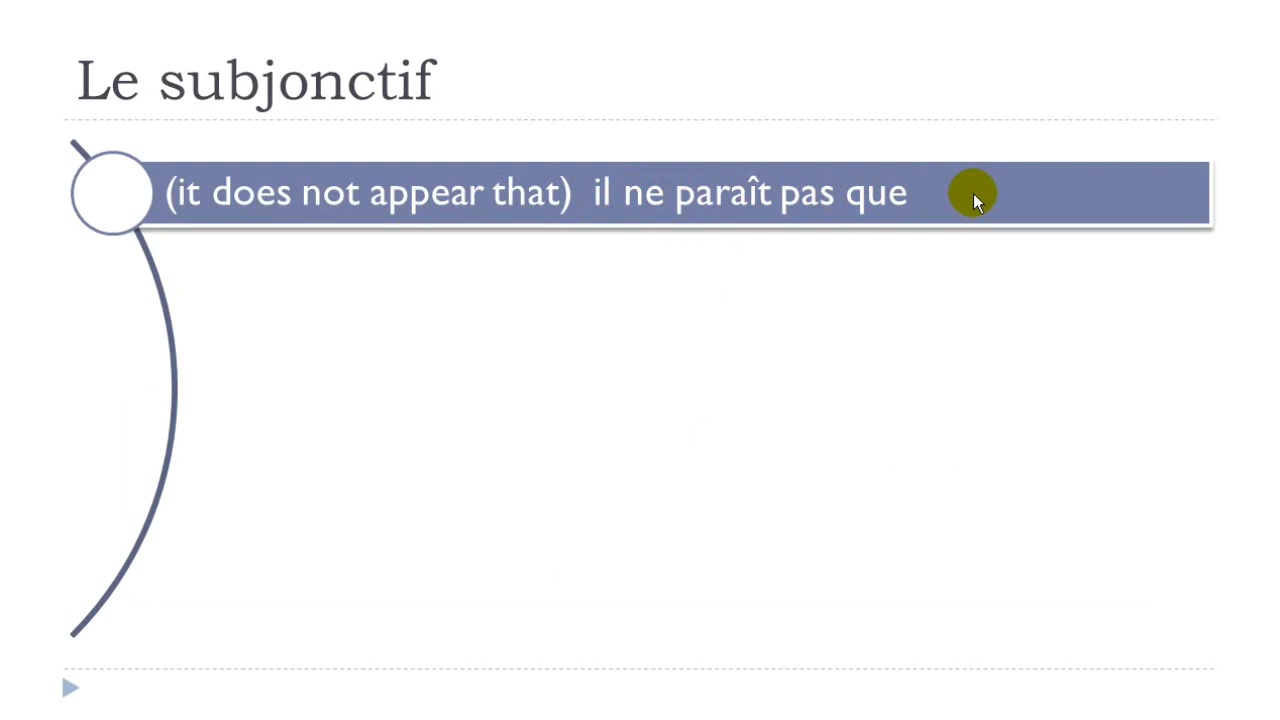 Le subjonctif
(it does not appear that) il ne paraît pas que